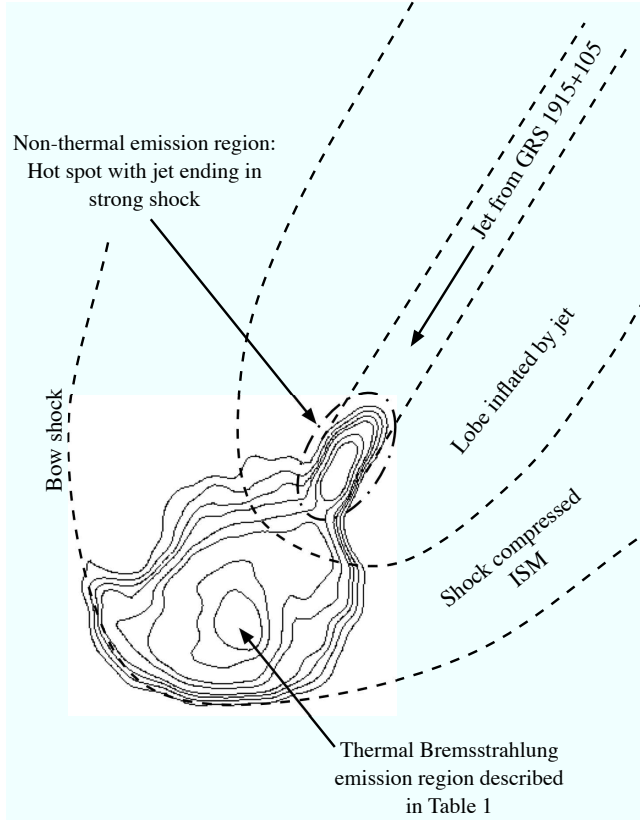 Non-thermal emission region:
Hot spot with jet ending in
strong shock
Jet from GRS 1915+105
Lobe inflated by jet
Bow shock
Shock compressed
ISM
Thermal Bremsstrahlung
emission region described
in Table 1